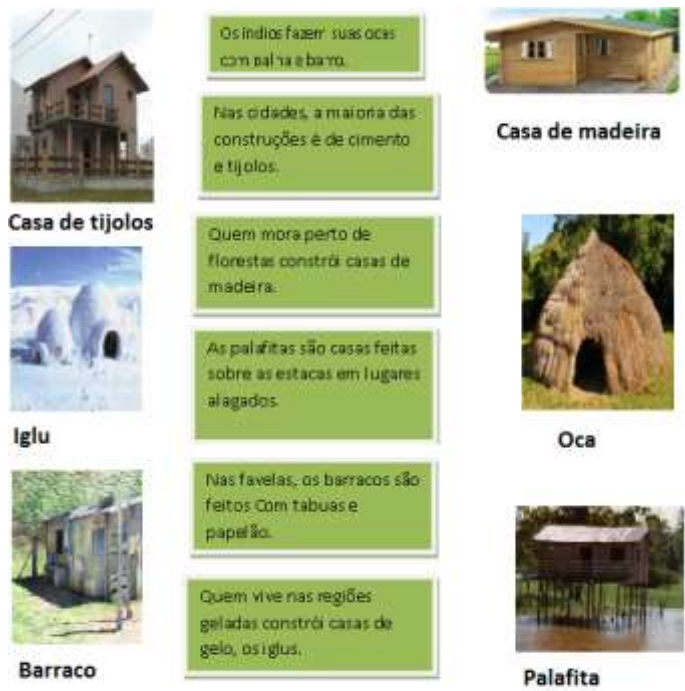 Os índios fazem suas ocas
com palha e barro.
Nas cidades, a maioria das
construções é de cimento
e tijolos.
Quem mora perto de
florestas constrói casas de
madeira.
As palafitas são casas feitas
sobre as estacas em lugares
alagados.
Nas favelas, os barracos são
feitos Com tabuas e
papelão.
Quem vive nas regiões
geladas constrói casas de
gelo, os iglus.
Casa de tijolos
Iglu
Barraco
Casa de madeira
Oca
Palafita